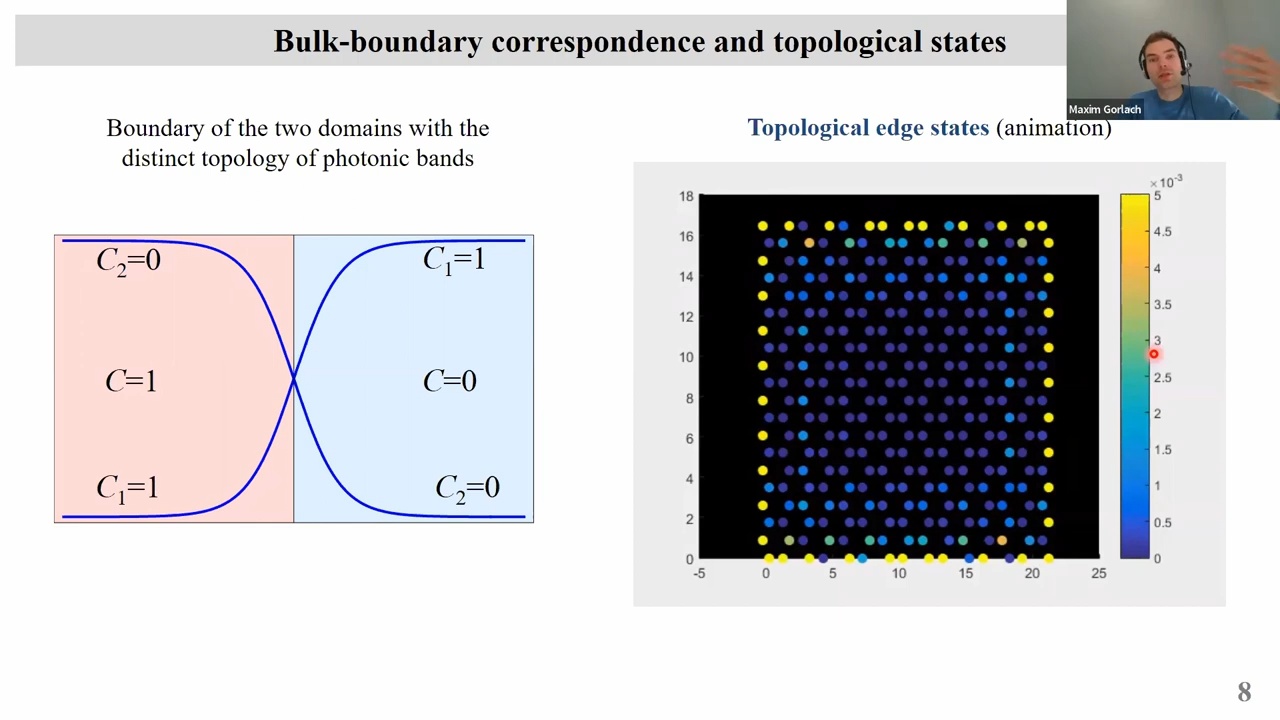 Bulk-boundary correspondence and topological states
Maxim Gorlach
Boundary of the two domains with the
distinct topology of photonic bands
C₂=0
C₁=1
C=1
C=0
C₁=1
C₂=0
Topological edge states (animation)
×10⁻³
18
16
14
12
10
8
6
4
2
0
-5
0
5
10
15
20
25
5
4.5
4
3.5
3
2.5
2
1.5
1
0.5
0
8